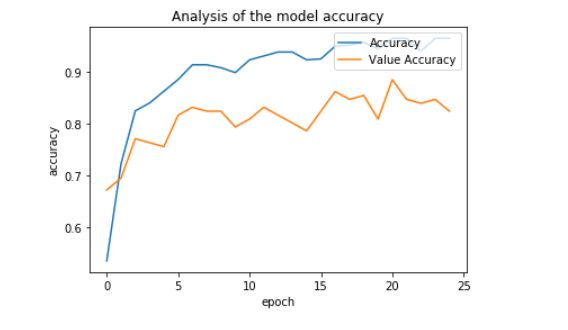 Analysis of the model accuracy
Accuracy
Value Accuracy
0.9
0.8
0.7
0.6
accuracy
0
5
10
15
20
25
epoch